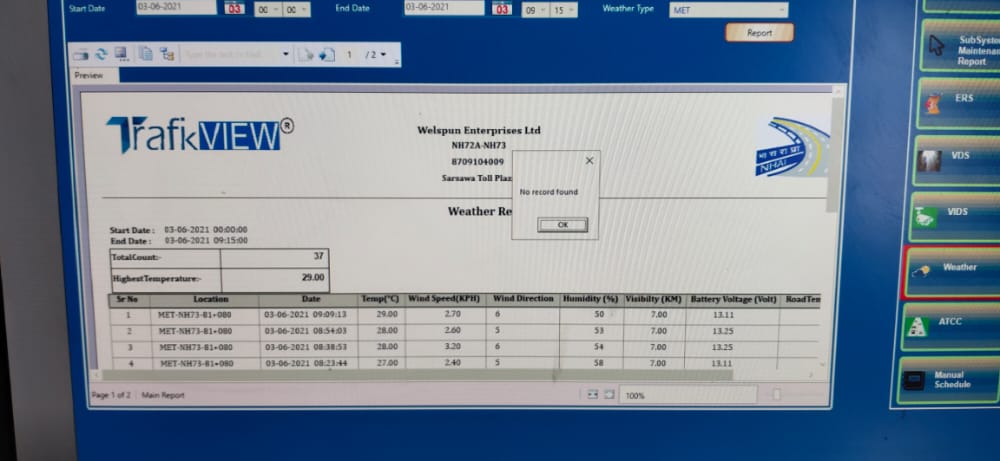 Start Date 03-06-2021 03 00 00 End Date 03-06-2021 03 09 15 Weather Type MET
Report
Type the text to find 1 / 2
Preview
TrafikVIEW®
Welspun Enterprises Ltd
NH72A-NH73
8709104009
Sarsawa Toll Plaz
भा रा रा प्रा
NHAI
No record found
OK
Weather Re
Start Date : 03-06-2021 00:00:00
End Date : 03-06-2021 09:15:00
TotalCount:- 37
HighestTemperature:- 29.00
Sr No Location Date Temp(°C) Wind Speed(KPH) Wind Direction Humidity (%) Visibilty (KM) Battery Voltage (Volt) RoadTem
1 MET-NH73-81+080 03-06-2021 09:09:13 29.00 2.70 6 50 7.00 13.11
2 MET-NH73-81+080 03-06-2021 08:54:03 28.00 2.60 5 53 7.00 13.25
3 MET-NH73-81+080 03-06-2021 08:38:53 28.00 3.20 6 54 7.00 13.25
4 MET-NH73-81+080 03-06-2021 08:23:44 27.00 2.40 5 58 7.00 13.11
Page 1 of 2 Main Report 100%
SubSyste
Maintenan
Report
ERS
VDS
VIDS
Weather
ATCC
Manual
Schedule